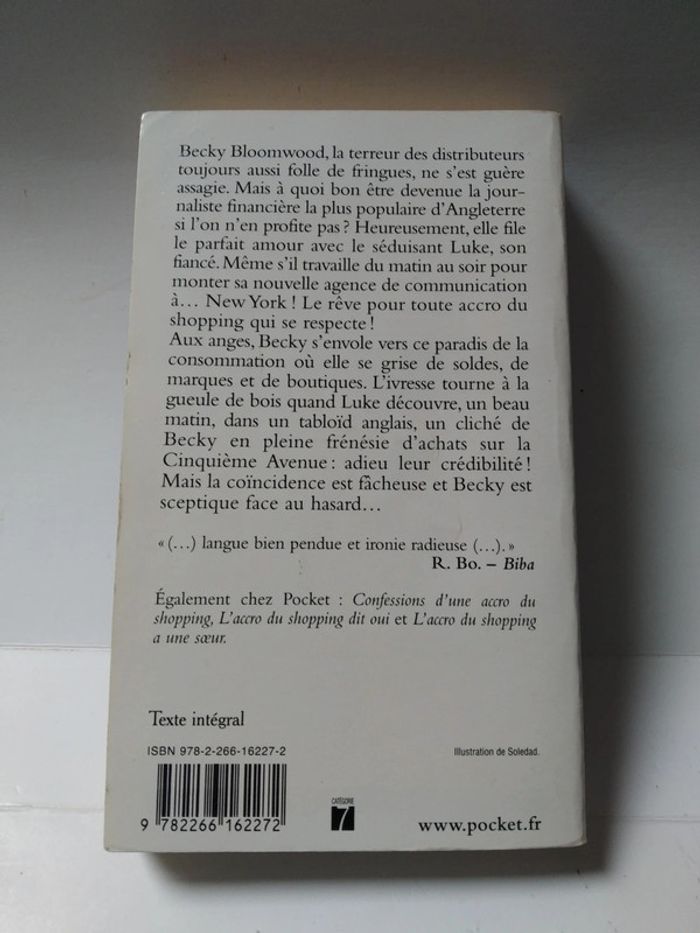 Becky Bloomwood, la terreur des distributeurs
toujours aussi folle de fringues, ne s'est guère
assagie. Mais à quoi bon être devenue la jour-
naliste financière la plus populaire d'Angleterre
si l'on n'en profite pas ? Heureusement, elle file
le parfait amour avec le séduisant Luke, son
fiancé. Même s'il travaille du matin au soir pour
monter sa nouvelle agence de communication
à... New York ! Le rêve pour toute accro du
shopping qui se respecte !
Aux anges, Becky s'envole vers ce paradis de la
consommation où elle se grise de soldes, de
marques et de boutiques. L'ivresse tourne à la
gueule de bois quand Luke découvre, un beau
matin, dans un tabloïd anglais, un cliché de
Becky en pleine frénésie d'achats sur la
Cinquième Avenue : adieu leur crédibilité !
Mais la coïncidence est fâcheuse et Becky est
sceptique face au hasard...
« (...) langue bien pendue et ironie radieuse (...). »
R. Bo. – Biba
Également chez Pocket : Confessions d'une accro du
shopping, L'accro du shopping dit oui et L'accro du shopping
a une sœur.
Texte intégral
ISBN 978-2-266-16227-2
Illustration de Soledad.
9 782266 162272
CATÉGORIE
7
www.pocket.fr